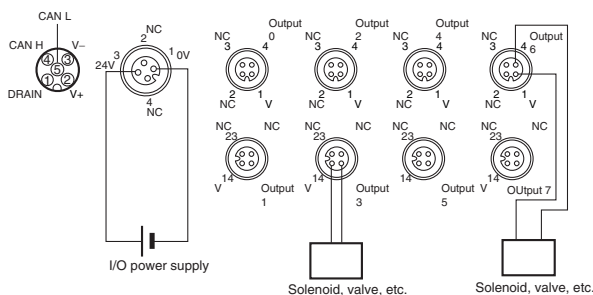 CAN L
CAN H
V–
4
3
5
1
2
DRAIN
V+
NC
2
3
1
24V
0V
4
NC
I/O power supply
Output
0
NC
3
4
2
1
NC
V
Output
2
NC
3
4
2
1
NC
V
Output
4
NC
3
4
2
1
NC
V
Output
6
NC
3
4
2
1
NC
V
NC
NC
23
14
V
Output
1
NC
NC
23
14
V
Output
3
NC
NC
23
14
V
Output
5
NC
NC
23
14
V
OUtput 7
Solenoid, valve, etc.
Solenoid, valve, etc.